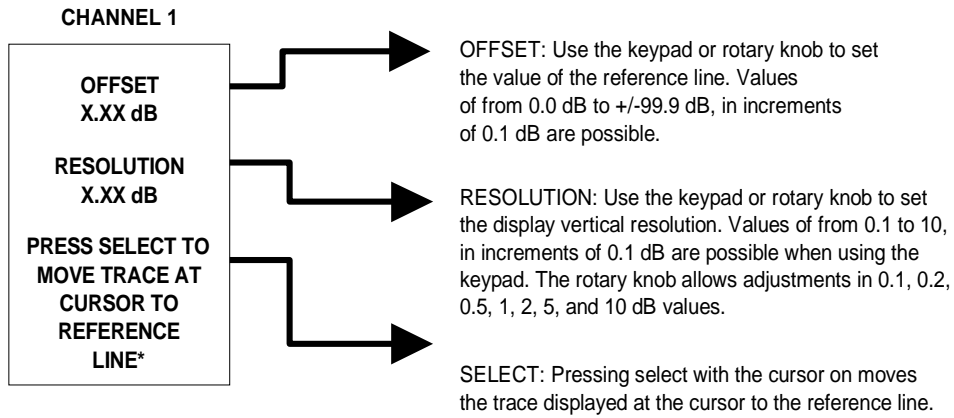 CHANNEL 1
OFFSET
X.XX dB
RESOLUTION
X.XX dB
PRESS SELECT TO
MOVE TRACE AT
CURSOR TO
REFERENCE
LINE*
OFFSET: Use the keypad or rotary knob to set
the value of the reference line. Values
of from 0.0 dB to +/-99.9 dB, in increments
of 0.1 dB are possible.
RESOLUTION: Use the keypad or rotary knob to set
the display vertical resolution. Values of from 0.1 to 10,
in increments of 0.1 dB are possible when using the
keypad. The rotary knob allows adjustments in 0.1, 0.2,
0.5, 1, 2, 5, and 10 dB values.
SELECT: Pressing select with the cursor on moves
the trace displayed at the cursor to the reference line.